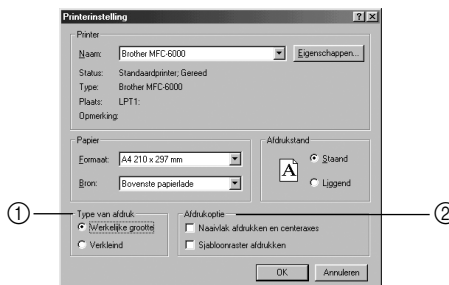 Printerinstelling
Printer
Naam: Brother MFC-6000 Eigenschappen...
Status: Standaardprinter; Gereed
Type: Brother MFC-6000
Plaats: LPT1:
Opmerking:
Papier Afdrukstand
Formaat: A4 210 x 297 mm
Bron: Bovenste papierlade
A Staand
Liggend
1 Type van afdruk Afdrukoptie 2
Werkelijke grootte Naaivlak afdrukken en centeraxes
Verkleind Sjabloonraster afdrukken
OK Annuleren